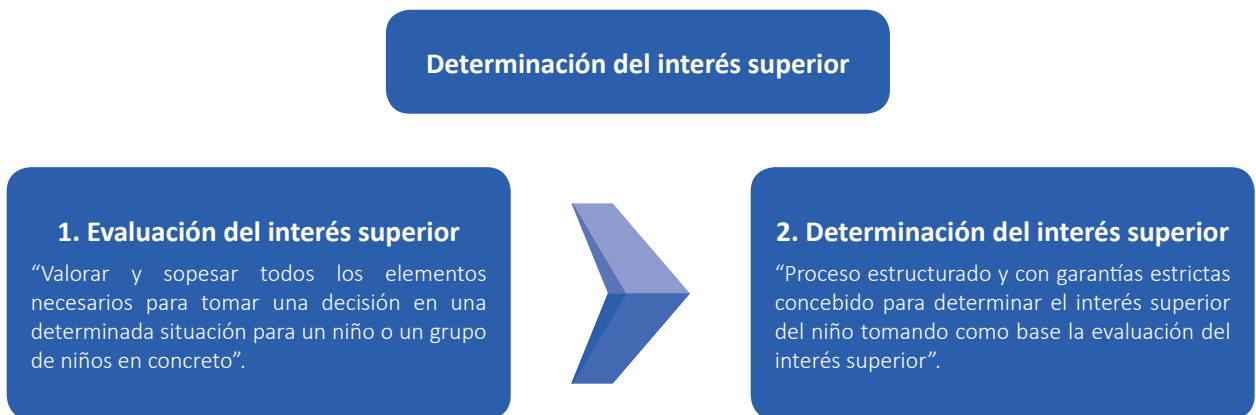 Determinación del interés superior
1. Evaluación del interés superior
“Valorar y sopesar todos los elementos
necesarios para tomar una decisión en una
determinada situación para un niño o un grupo
de niños en concreto”.
2. Determinación del interés superior
“Proceso estructurado y con garantías estrictas
concebido para determinar el interés superior
del niño tomando como base la evaluación del
interés superior”.